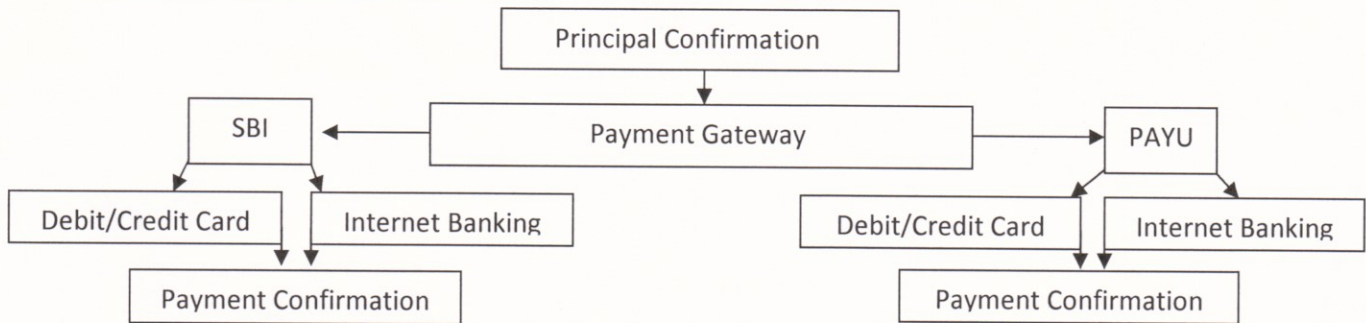 Principal Confirmation
SBI
Payment Gateway
PAYU
Debit/Credit Card
Internet Banking
Debit/Credit Card
Internet Banking
Payment Confirmation
Payment Confirmation